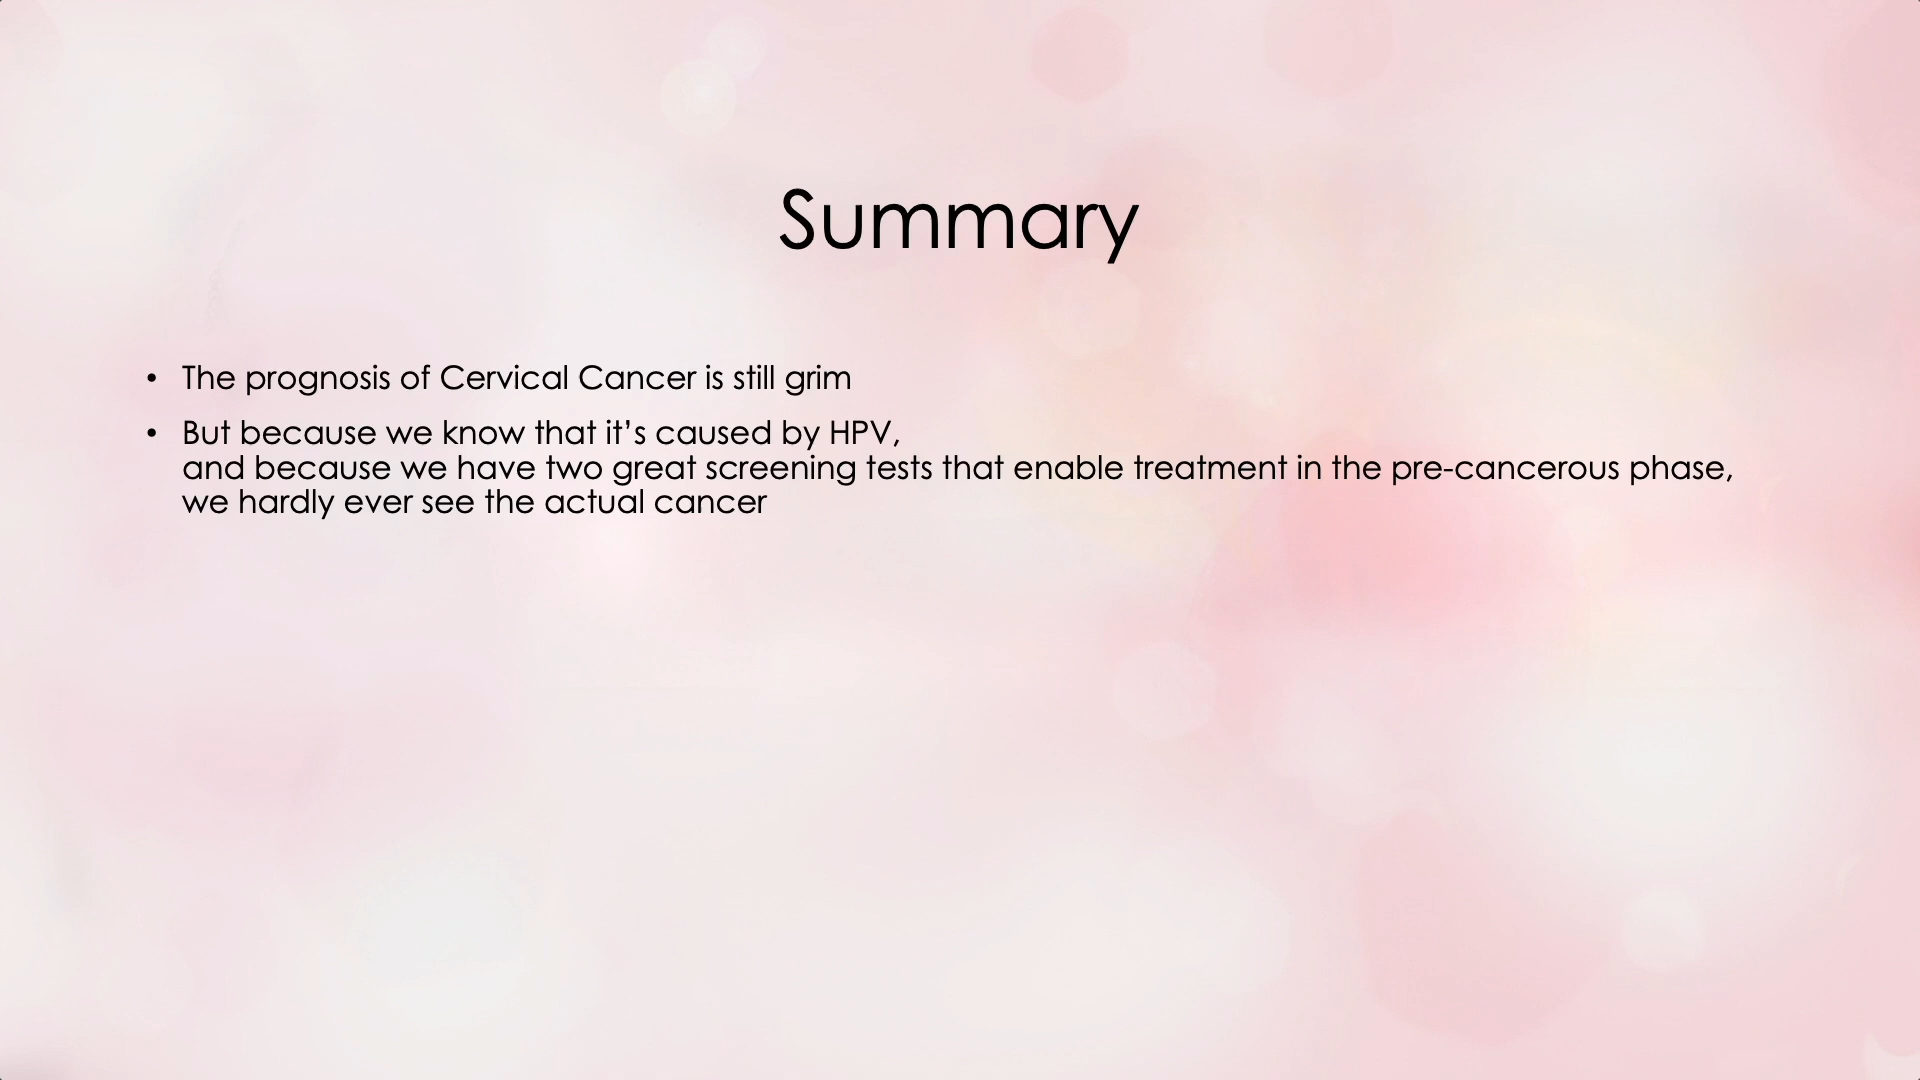 Summary
• The prognosis of Cervical Cancer is still grim
• But because we know that it’s caused by HPV,
and because we have two great screening tests that enable treatment in the pre-cancerous phase,
we hardly ever see the actual cancer